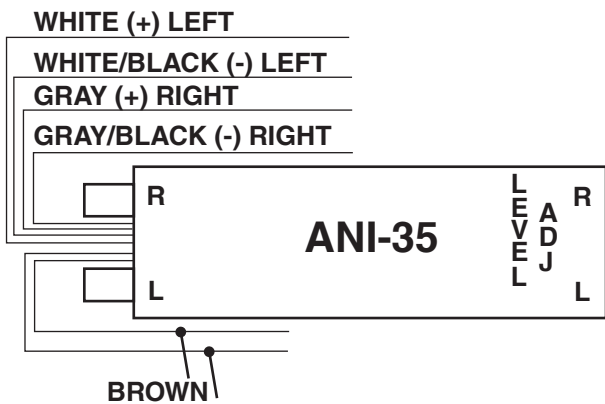 WHITE (+) LEFT
WHITE/BLACK (-) LEFT
GRAY (+) RIGHT
GRAY/BLACK (-) RIGHT
R
ANI-35
LEVEL
ADJ
R
L
L
BROWN